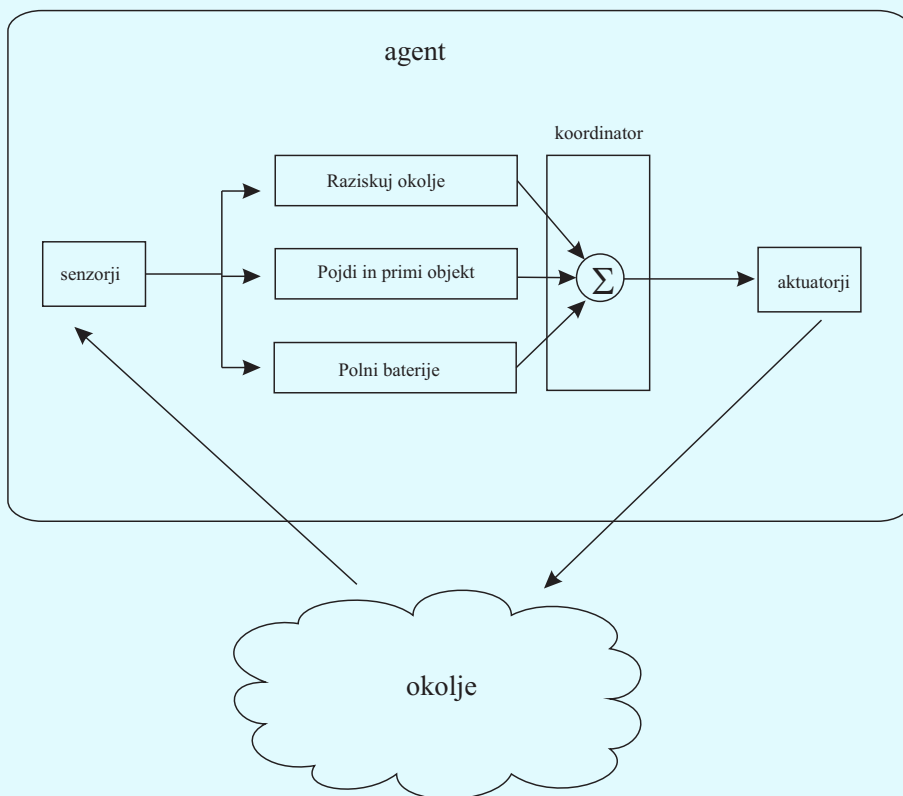 agent
koordinator
Raziskuj okolje
senzorji
Pojdi in primi objekt
Σ
aktuatorji
Polni baterije
okolje